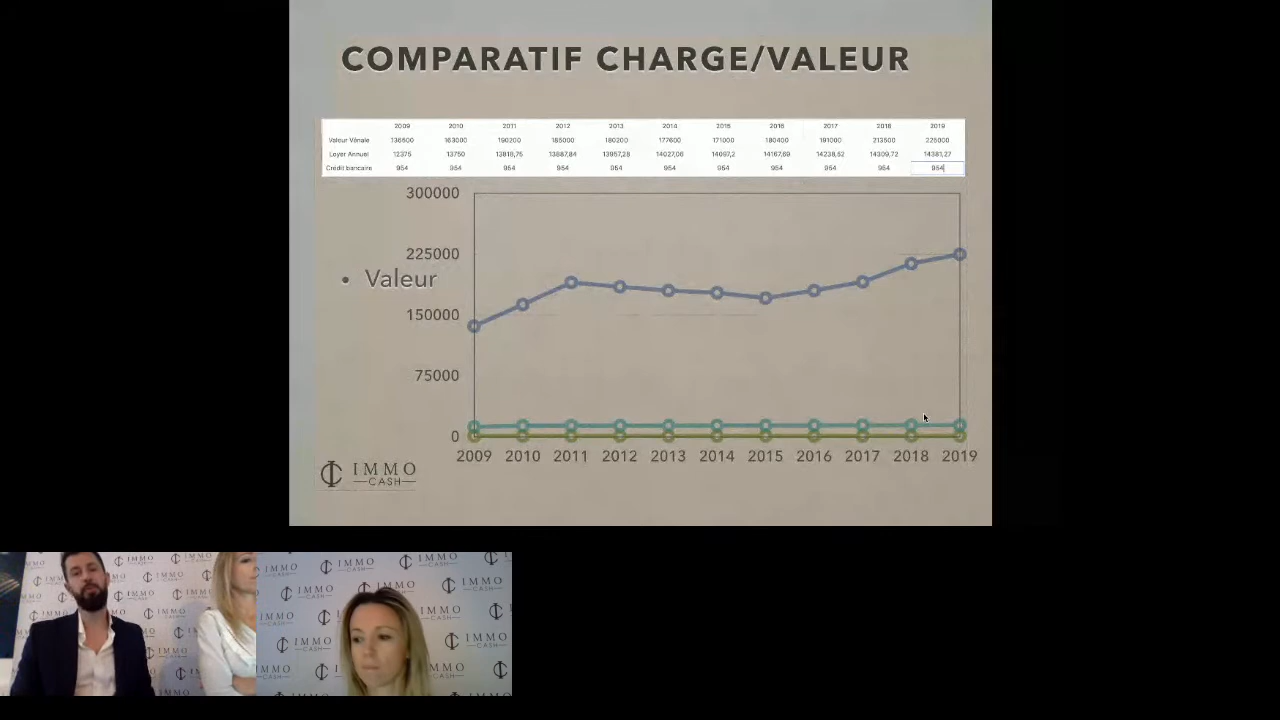 COMPARATIF CHARGE/VALEUR
2009 2010 2011 2012 2013 2014 2015 2016 2017 2018 2019
Valeur Vénale 136500 163000 190200 185000 180200 177600 171000 180400 191000 213500 225000
Loyer Annuel 12375 13750 13818,75 13887,84 13957,28 14027,06 14097,2 14167,69 14238,52 14309,72 14381,27
Crédit bancaire 954 954 954 954 954 954 954 954 954 954 954
300000
225000
• Valeur
150000
75000
0
2009 2010 2011 2012 2013 2014 2015 2016 2017 2018 2019
IMMO
CASH
IMMO
CASH